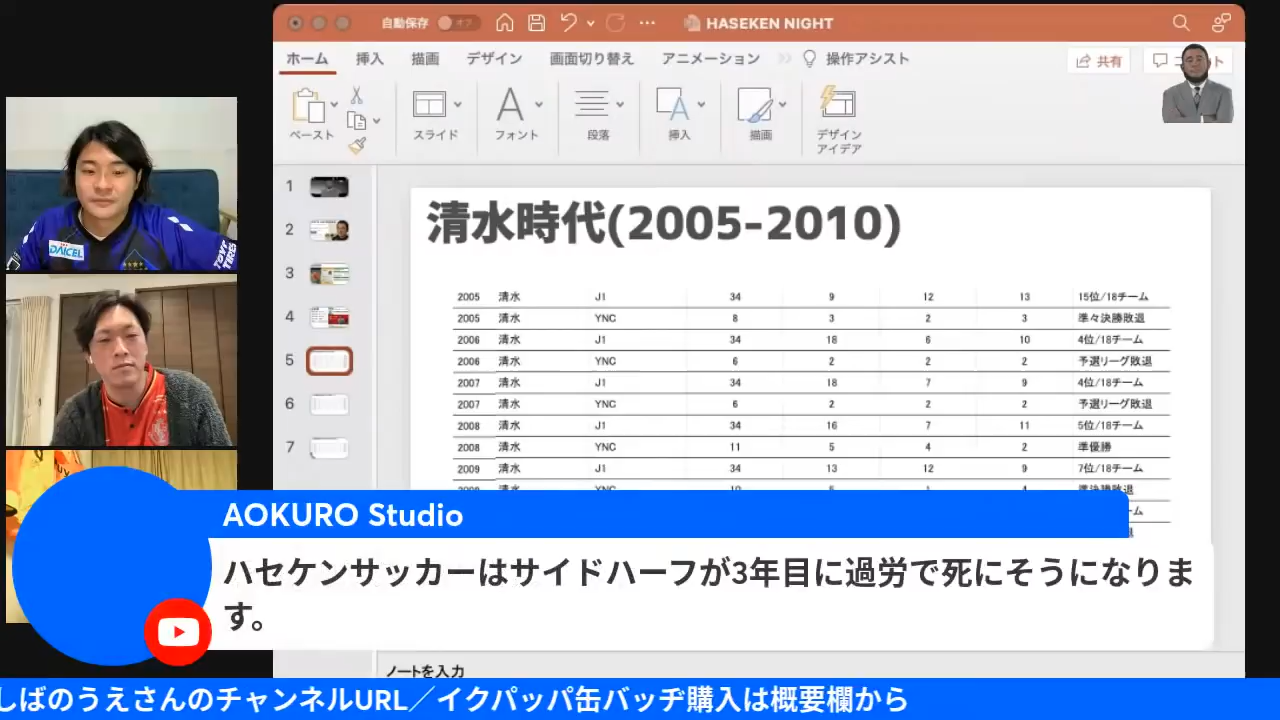 自動保存 オフ
HASEKEN NIGHT
ホーム 挿入 描画 デザイン 画面切り替え アニメーション 操作アシスト
共有
ペースト
スライド
フォント
段落
挿入
描画
デザイン
アイデア
1
2
3
4
5
6
7
清水時代(2005-2010)
2005 清水 J1 34 9 12 13 15位/18チーム
2005 清水 YNC 8 3 2 3 準々決勝敗退
2006 清水 J1 34 18 6 10 4位/18チーム
2006 清水 YNC 6 2 2 2 予選リーグ敗退
2007 清水 J1 34 18 7 9 4位/18チーム
2007 清水 YNC 6 2 2 2 予選リーグ敗退
2008 清水 J1 34 16 7 11 5位/18チーム
2008 清水 YNC 11 5 4 2 準優勝
2009 清水 J1 34 13 12 9 7位/18チーム
DAICEL
TOYO TIRES
AOKURO Studio
ハセケンサッカーはサイドハーフが3年目に過労で死にそうになりま
す。
ノートを入力
しばのうえさんのチャンネルURL／イクパッパ缶バッヂ購入は概要欄から